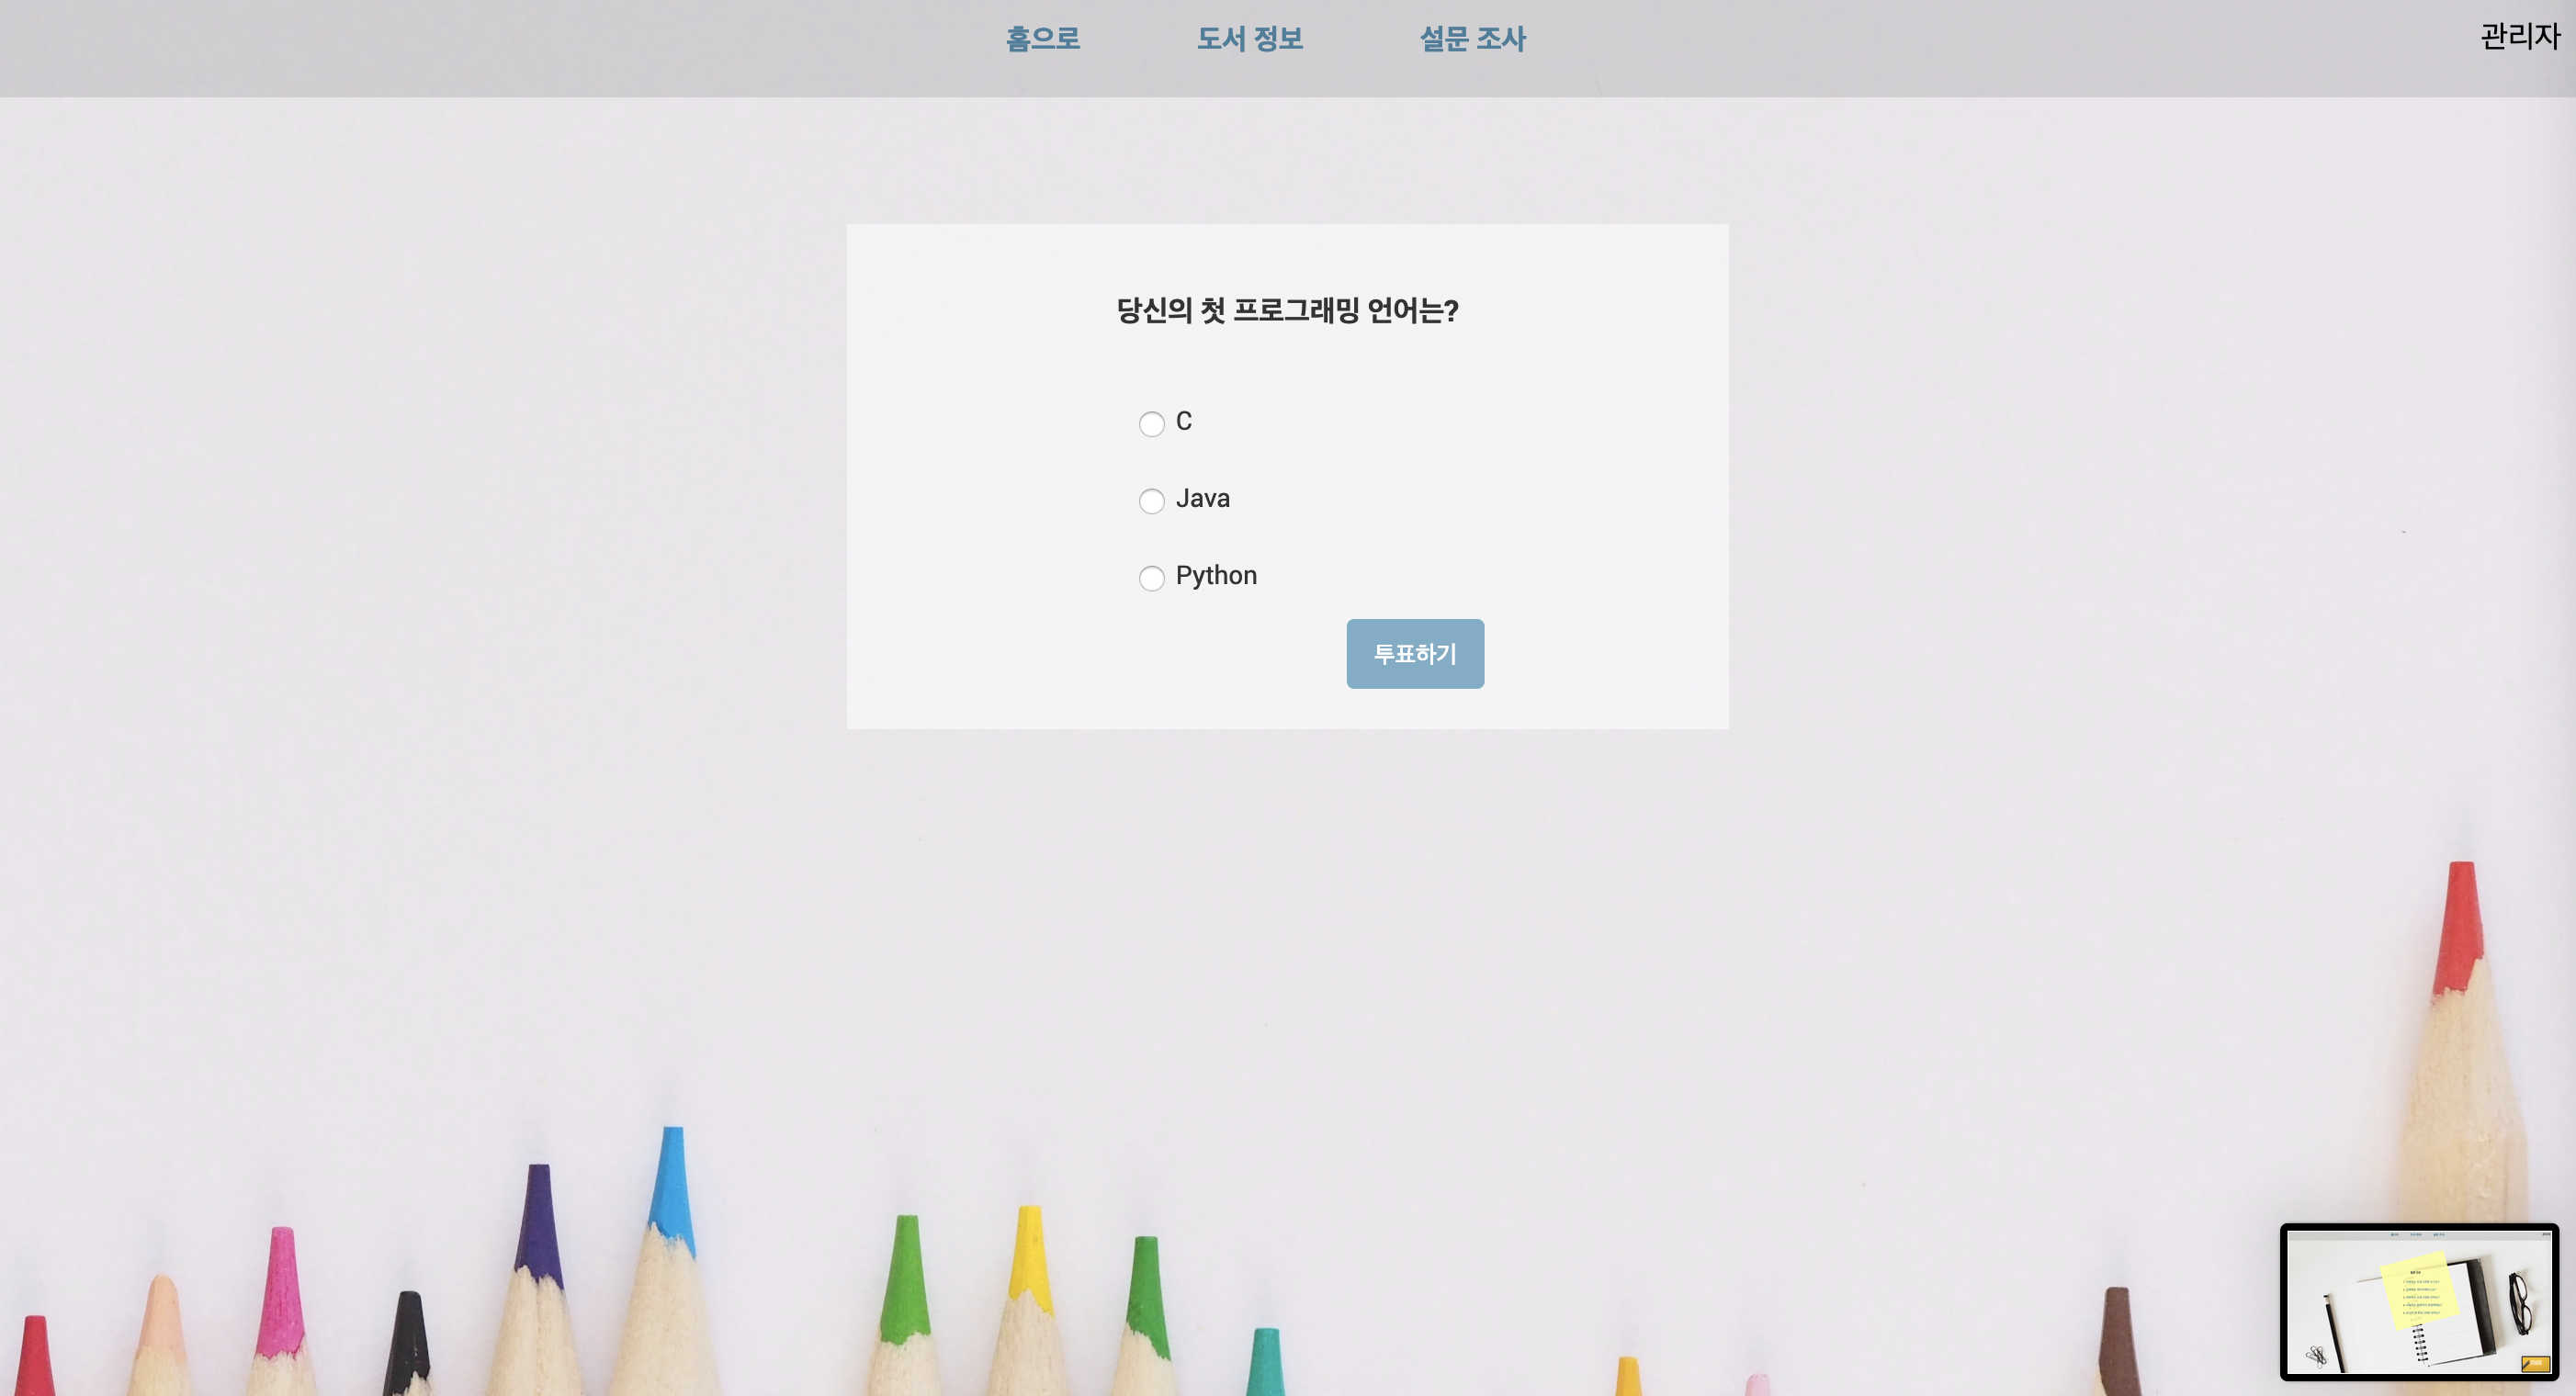 홈으로 도서 정보 설문 조사 관리자
당신의 첫 프로그래밍 언어는?
C
Java
Python
투표하기